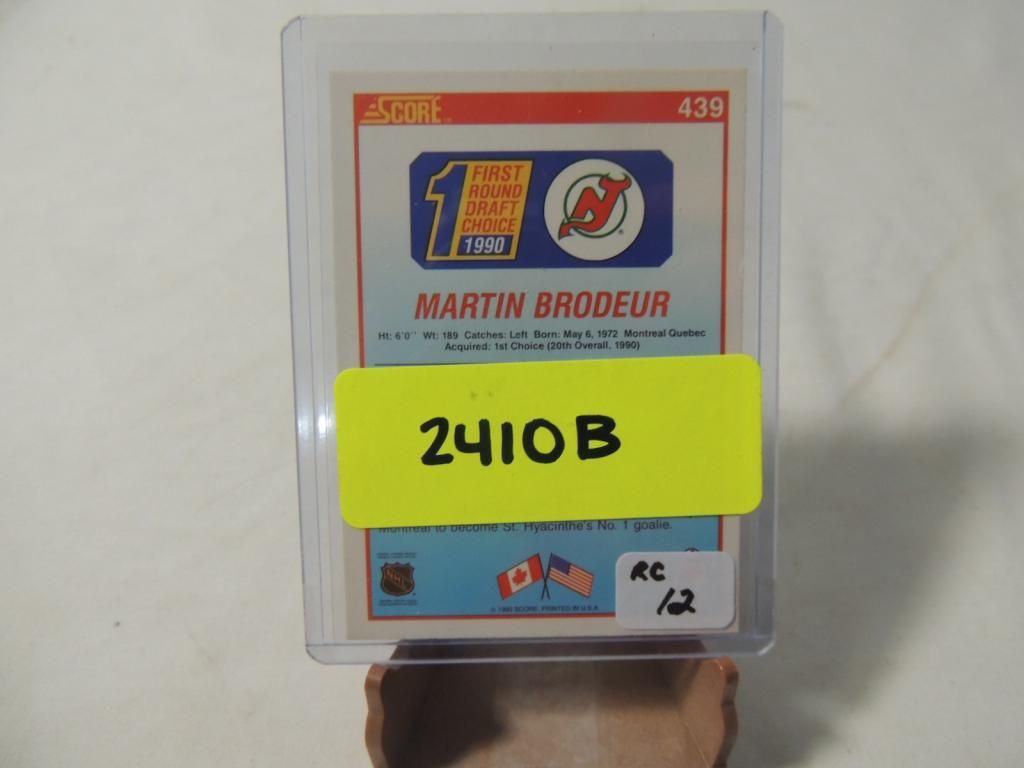 SCORE 439
1 FIRST
ROUND
DRAFT
CHOICE
1990
MARTIN BRODEUR
Ht: 6'0'' Wt: 189 Catches: Left Born: May 6, 1972 Montreal Quebec
Acquired: 1st Choice (20th Overall, 1990)
2410B
Montreal to become St. Hyacinthe's No. 1 goalie.
NHL
© 1990 SCORE, PRINTED IN U.S.A.
RC
12